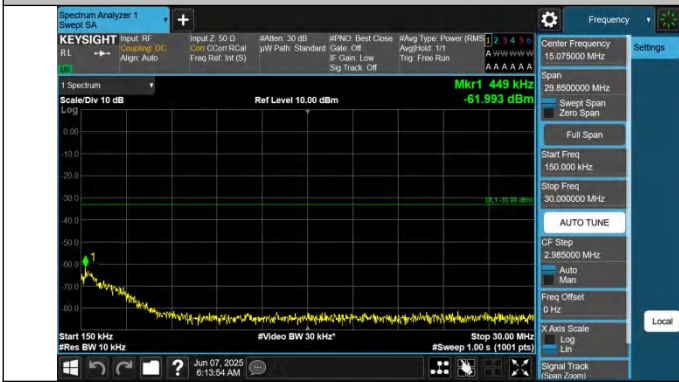 Spectrum Analyzer 1
Swept SA
+
Frequency
KEYSIGHT
Input: RF
Input Z: 50 Ω
#Atten: 30 dB
#PNO: Best Close
#Avg Type: Power (RMS)
1 2 3 4 5 6
RL
Coupling: DC
Corr CCorr RCal
µW Path: Standard
Gate: Off
Avg|Hold: 1/1
A W W W W W
Align: Auto
Freq Ref: Int (S)
IF Gain: Low
Trig: Free Run
Sig Track: Off
A A A A A A
1 Spectrum
Mkr1 449 kHz
Scale/Div 10 dB
Ref Level 10.00 dBm
-61.993 dBm
Log
0.00
-10.0
-20.0
-30.0
DL1 -33.00 dBm
-40.0
-50.0
1
-60.0
-70.0
-80.0
Start 150 kHz
#Video BW 30 kHz*
Stop 30.00 MHz
#Res BW 10 kHz
#Sweep 1.00 s (1001 pts)
Center Frequency
15.075000 MHz
Settings
Span
29.8500000 MHz
Swept Span
Zero Span
Full Span
Start Freq
150.000 kHz
Stop Freq
30.000000 MHz
AUTO TUNE
CF Step
2.985000 MHz
Auto
Man
Freq Offset
0 Hz
X Axis Scale
Log
Lin
Local
Signal Track
(Span Zoom)
?
Jun 07, 2025
6:13:54 AM